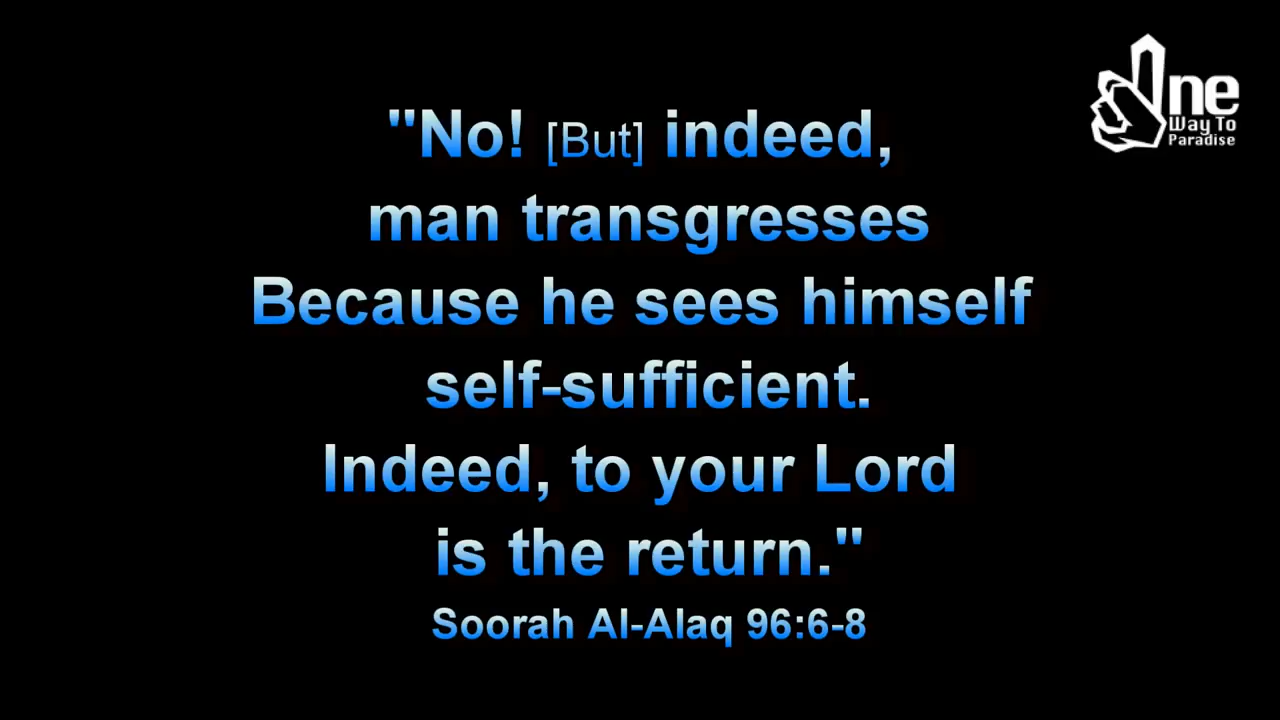 "No! [But] indeed,
man transgresses
Because he sees himself
self-sufficient.
Indeed, to your Lord
is the return."
Soorah Al-Alaq 96:6-8
ne
Way To
Paradise